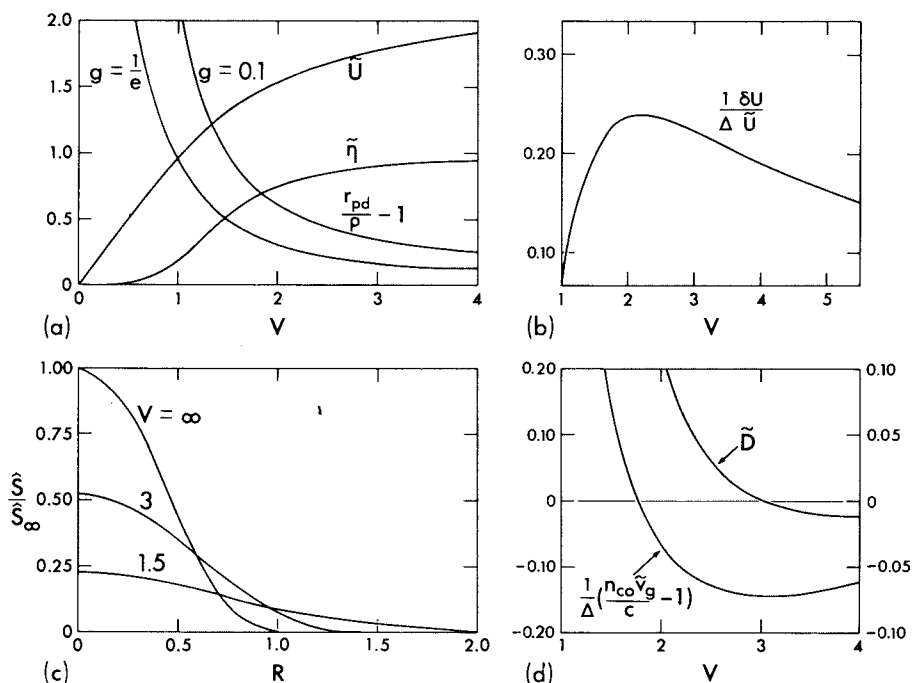 2.0
1.5
1.0
0.5
0
g = 1/e
g = 0.1
Ũ
η̃
r_pd/ρ - 1
0 1 2 3 4
(a) V
0.30
0.20
0.10
1/Δ δU/Ũ
1 2 3 4 5
(b) V
1.00
0.75
0.50
0.25
0
V = ∞
3
1.5
0 0.5 1.0 1.5 2.0
(c) R
0.20
0.10
0
-0.10
-0.20
0.10
0.05
0
-0.05
-0.10
D̃
1/Δ (n_co ṽ_g/c - 1)
1 2 3 4
(d) V